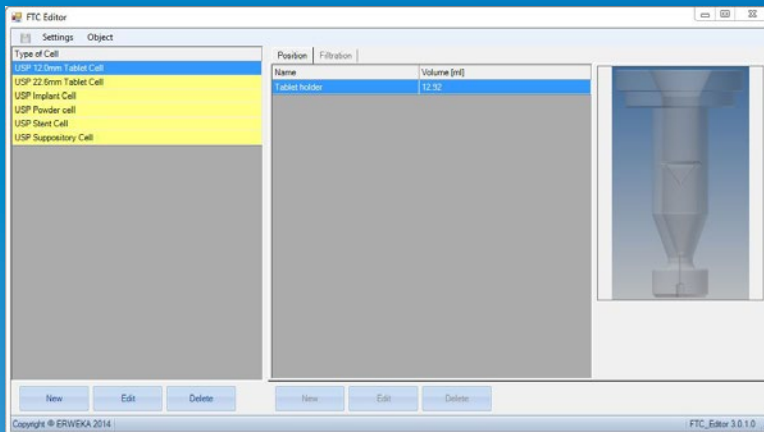 FTC Editor
Settings Object
Type of Cell
USP 12.0mm Tablet Cell
USP 22.6mm Tablet Cell
USP Implant Cell
USP Powder cell
USP Stent Cell
USP Suppository Cell
Position Filtration
Name Volume [ml]
Tablet holder 12.92
New Edit Delete
New Edit Delete
Copyright © ERWEKA 2014
FTC_Editor 3.0.1.0